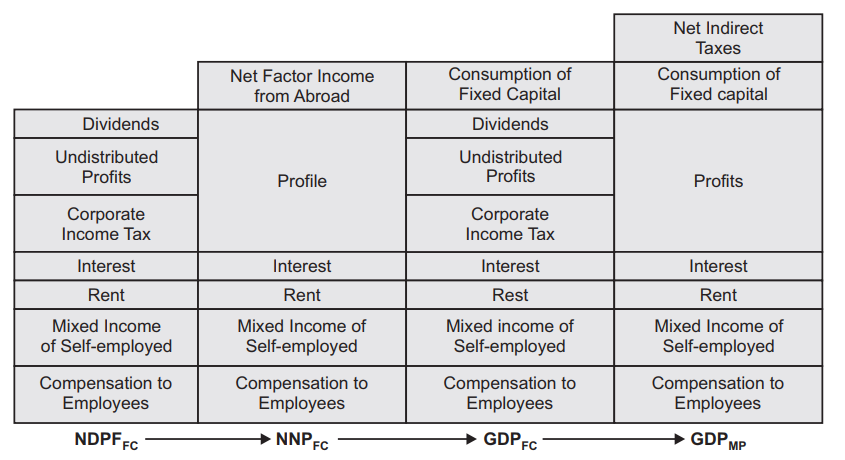 Net Indirect
Taxes
Net Factor Income
from Abroad
Consumption of
Fixed Capital
Consumption of
Fixed capital
Dividends
Undistributed
Profits
Corporate
Income Tax
Profile
Dividends
Undistributed
Profits
Corporate
Income Tax
Profits
Interest
Interest
Interest
Interest
Rent
Rent
Rest
Rent
Mixed Income
of Self-employed
Mixed Income of
Self-employed
Mixed income of
Self-employed
Mixed Income of
Self-employed
Compensation to
Employees
Compensation to
Employees
Compensation to
Employees
Compensation to
Employees
NDPF_FC → NNP_FC → GDP_FC → GDP_MP